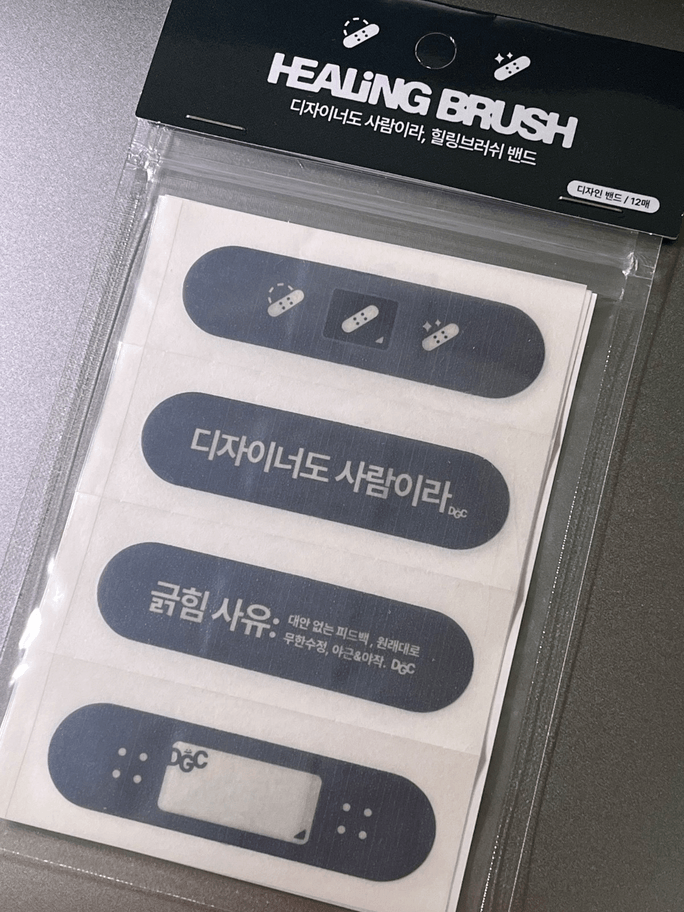 HEALiNG BRUSH
디자이너도 사람이라, 힐링브러쉬 밴드
디자인 밴드 / 12매
디자이너도 사람이라
DGC
긁힘 사유:
대안 없는 피드백, 원래대로
무한수정, 야근&야작. DGC
DGC